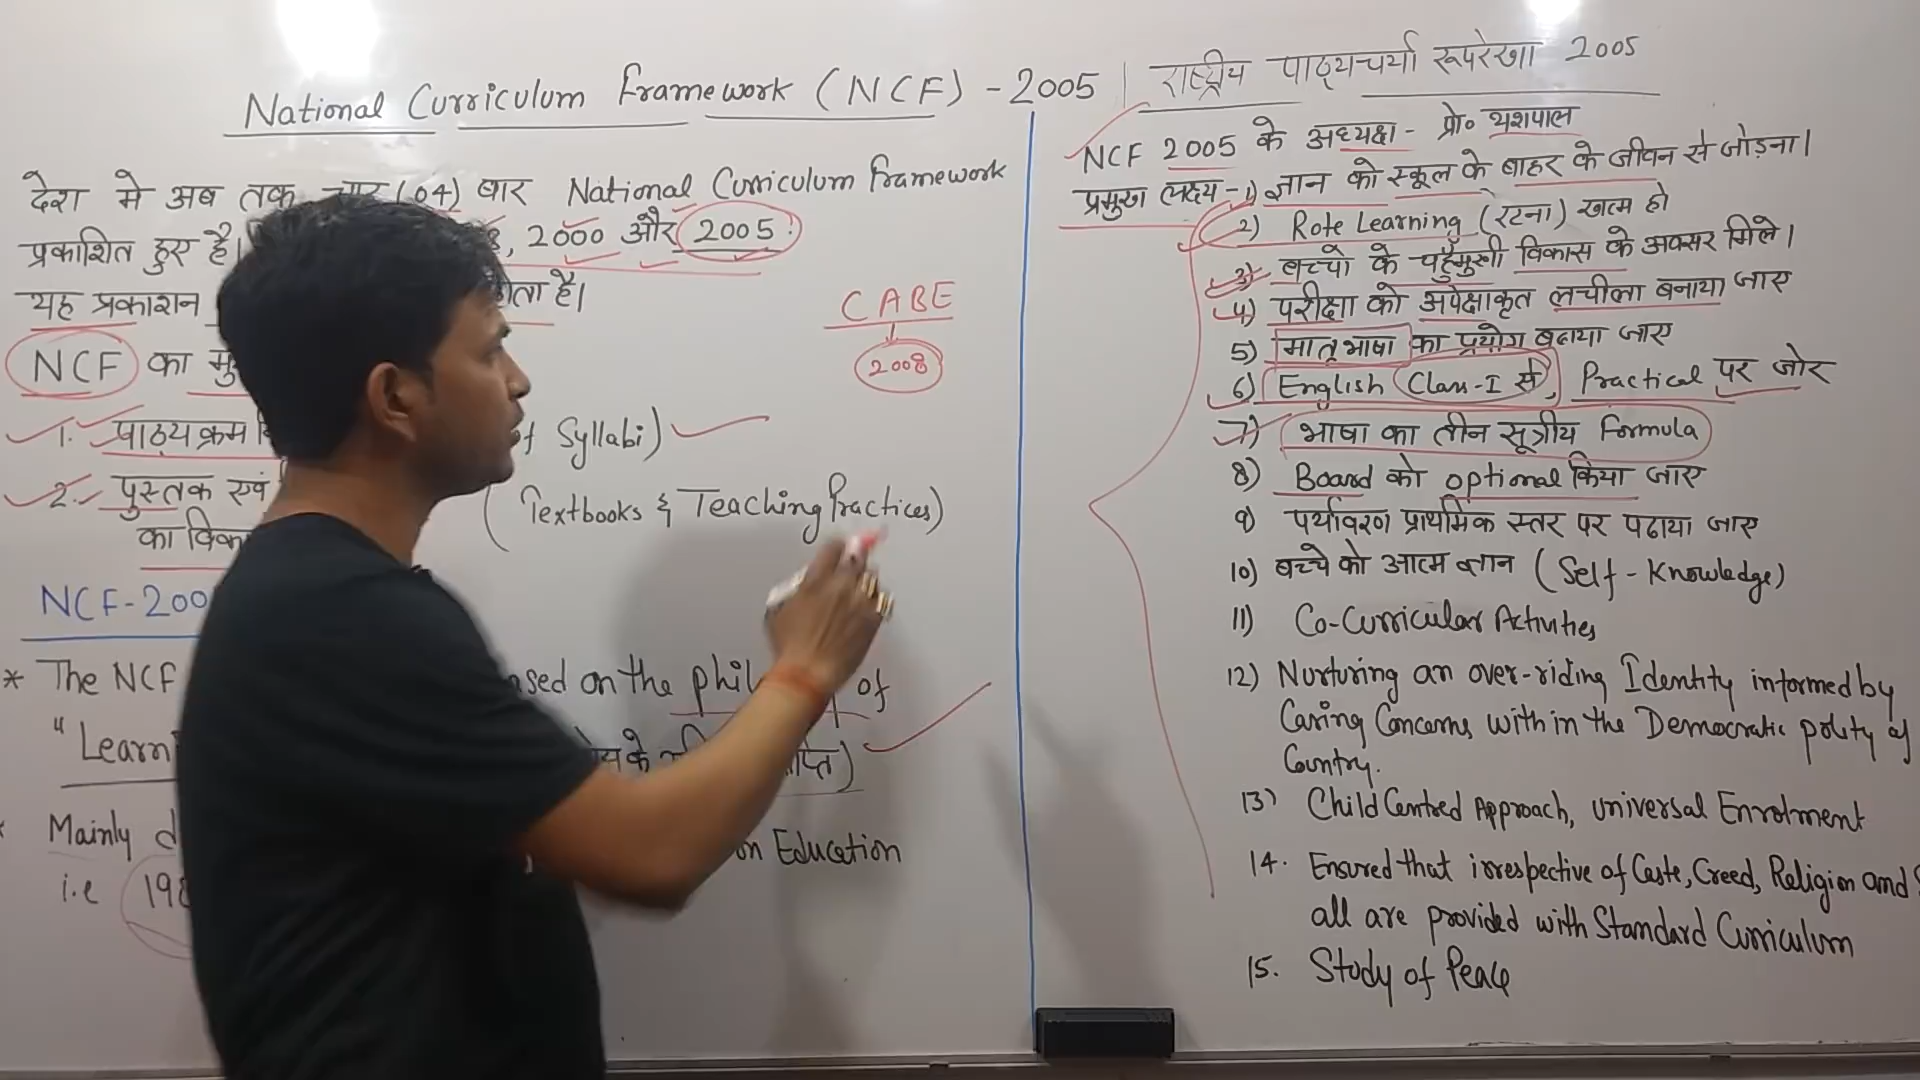 National Curriculum Framework (NCF) - 2005 | राष्ट्रीय पाठ्यचर्या रूपरेखा 2005
देश मे अब तक चार (04) बार National Curriculum Framework
प्रकाशित हुए है। , 2000 और 2005.
यह प्रकाशन है।
CABE
2008
NCF का
1. पाठ्यक्रम Syllabi)
2. पुस्तक एवं (Textbooks & Teaching Practices)
का
NCF-200
* The NCF based on the of
"Learn के
Mainly on Education
i.e 198
NCF 2005 के अध्यक्ष - प्रो० यशपाल
प्रमुख लक्ष्य - 1) ज्ञान को स्कूल के बाहर के जीवन से जोड़ना।
2) Rote Learning (रटना) खत्म हो
3) बच्चो के चहुँमुखी विकास के अवसर मिले।
4) परीक्षा को अपेक्षाकृत लचीला बनाया जाए
5) मातृभाषा का प्रयोग बढाया जाए
6) English Class-I से, Practical पर जोर
7) भाषा का तीन सूत्रीय Formula
8) Board को optional किया जाए
9) पर्यावरण प्राथमिक स्तर पर पढाया जाए
10) बच्चे को आत्म ज्ञान (Self-Knowledge)
11) Co-Curricular Activities
12) Nurturing an over-riding Identity informed by
Caring Concerns within the Democratic polity of
Country.
13) Child Centred Approach, universal Enrolment
14. Ensured that irrespective of Caste, Creed, Religion and
all are provided with Standard Curriculum
15. Study of Peace